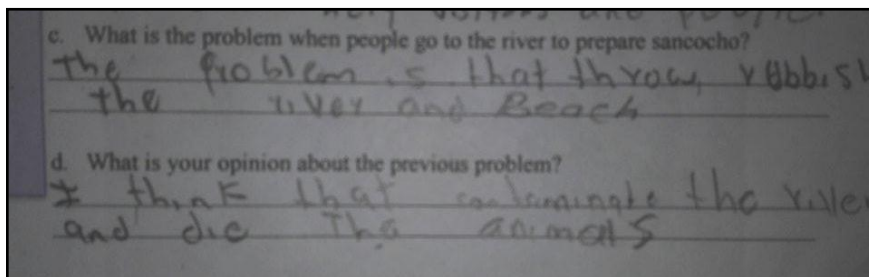 c. What is the problem when people go to the river to prepare sancocho?
The problem is that throw rubbish
the river and Beach
d. What is your opinion about the previous problem?
I think that contaminate the river
and die the animals